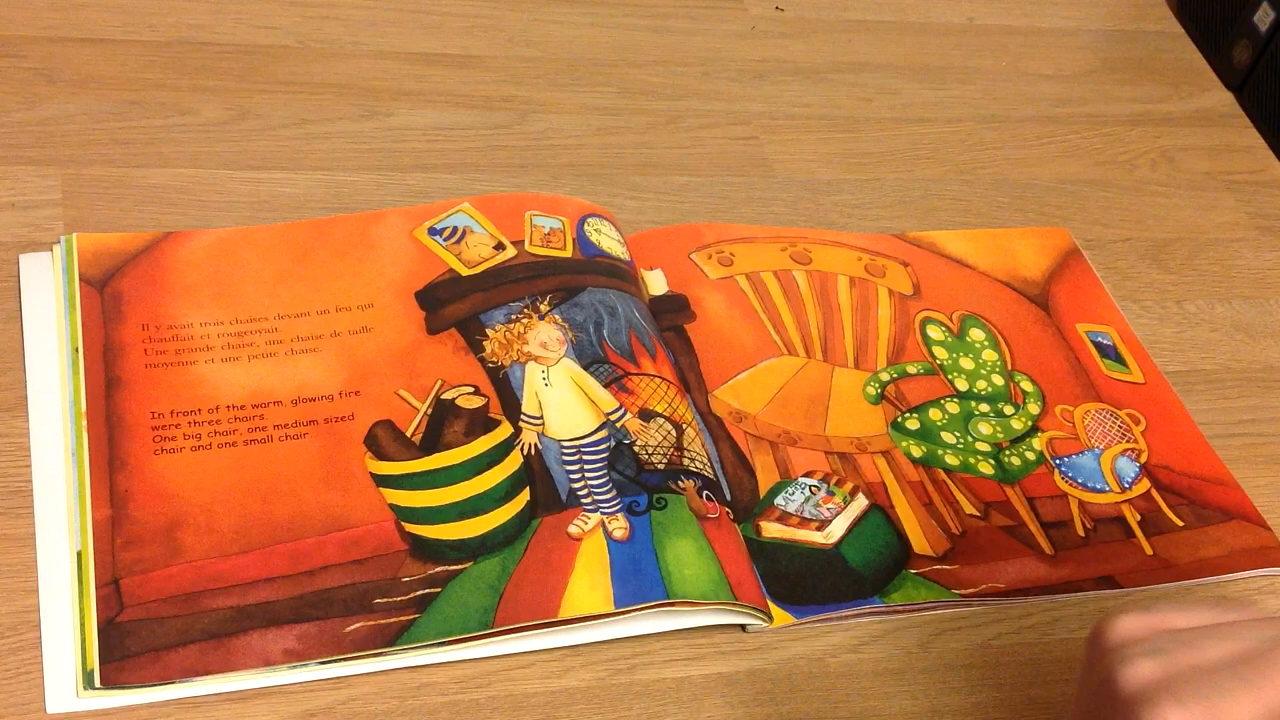 Il y avait trois chaises devant un feu qui
chauffait et rougeoyait.
Une grande chaise, une chaise de taille
moyenne et une petite chaise.
In front of the warm, glowing fire
were three chairs.
One big chair, one medium sized
chair and one small chair.